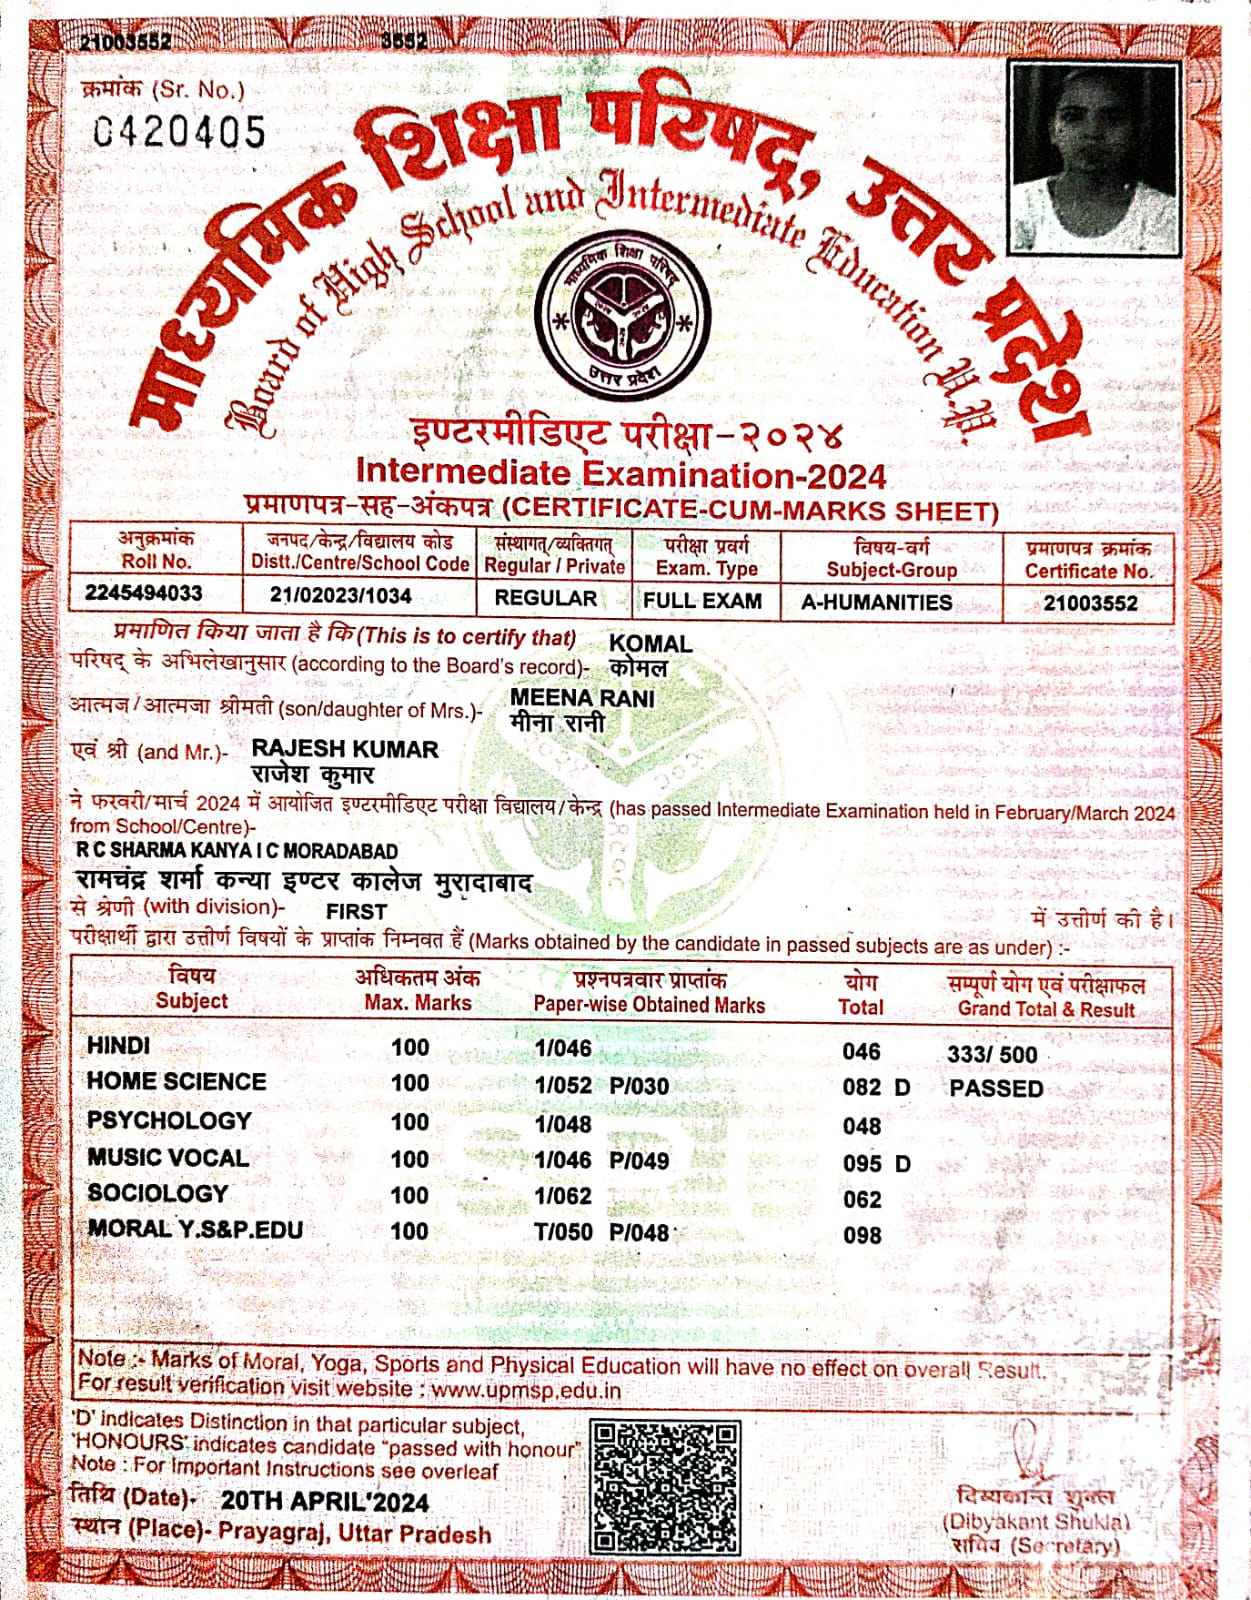 21003552 3552
क्रमांक (Sr. No.)
0420405
माध्यमिक शिक्षा परिषद्, उत्तर प्रदेश
Board of High School and Intermediate Education U.P.
माध्यमिक शिक्षा परिषद्
उत्तर प्रदेश
इण्टरमीडिएट परीक्षा-२०२४
Intermediate Examination-2024
प्रमाणपत्र-सह-अंकपत्र (CERTIFICATE-CUM-MARKS SHEET)
अनुक्रमांक जनपद/केन्द्र/विद्यालय कोड संस्थागत्/व्यक्तिगत् परीक्षा प्रवर्ग विषय-वर्ग प्रमाणपत्र क्रमांक
Roll No. Distt./Centre/School Code Regular / Private Exam. Type Subject-Group Certificate No.
2245494033 21/02023/1034 REGULAR FULL EXAM A-HUMANITIES 21003552
प्रमाणित किया जाता है कि (This is to certify that) KOMAL
परिषद् के अभिलेखानुसार (according to the Board's record)- कोमल
आत्मज/आत्मजा श्रीमती (son/daughter of Mrs.)- MEENA RANI
मीना रानी
एवं श्री (and Mr.)- RAJESH KUMAR
राजेश कुमार
ने फरवरी/मार्च 2024 में आयोजित इण्टरमीडिएट परीक्षा विद्यालय/केन्द्र (has passed Intermediate Examination held in February/March 2024
from School/Centre)-
R C SHARMA KANYA I C MORADABAD
रामचंद्र शर्मा कन्या इण्टर कालेज मुरादाबाद
से श्रेणी (with division)- FIRST में उत्तीर्ण की है।
परीक्षार्थी द्वारा उत्तीर्ण विषयों के प्राप्तांक निम्नवत हैं (Marks obtained by the candidate in passed subjects are as under) :-
विषय अधिकतम अंक प्रश्नपत्रवार प्राप्तांक योग सम्पूर्ण योग एवं परीक्षाफल
Subject Max. Marks Paper-wise Obtained Marks Total Grand Total & Result
HINDI 100 1/046 046 333/ 500
HOME SCIENCE 100 1/052 P/030 082 D PASSED
PSYCHOLOGY 100 1/048 048
MUSIC VOCAL 100 1/046 P/049 095 D
SOCIOLOGY 100 1/062 062
MORAL Y.S&P.EDU 100 T/050 P/048 098
Note :- Marks of Moral, Yoga, Sports and Physical Education will have no effect on overall Result.
For result verification visit website : www.upmsp.edu.in
'D' indicates Distinction in that particular subject,
'HONOURS' indicates candidate "passed with honour"
Note : For Important Instructions see overleaf
तिथि (Date)- 20TH APRIL'2024
स्थान (Place)- Prayagraj, Uttar Pradesh
दिव्यकान्त शुक्ल
(Dibyakant Shukla)
सचिव (Secretary)